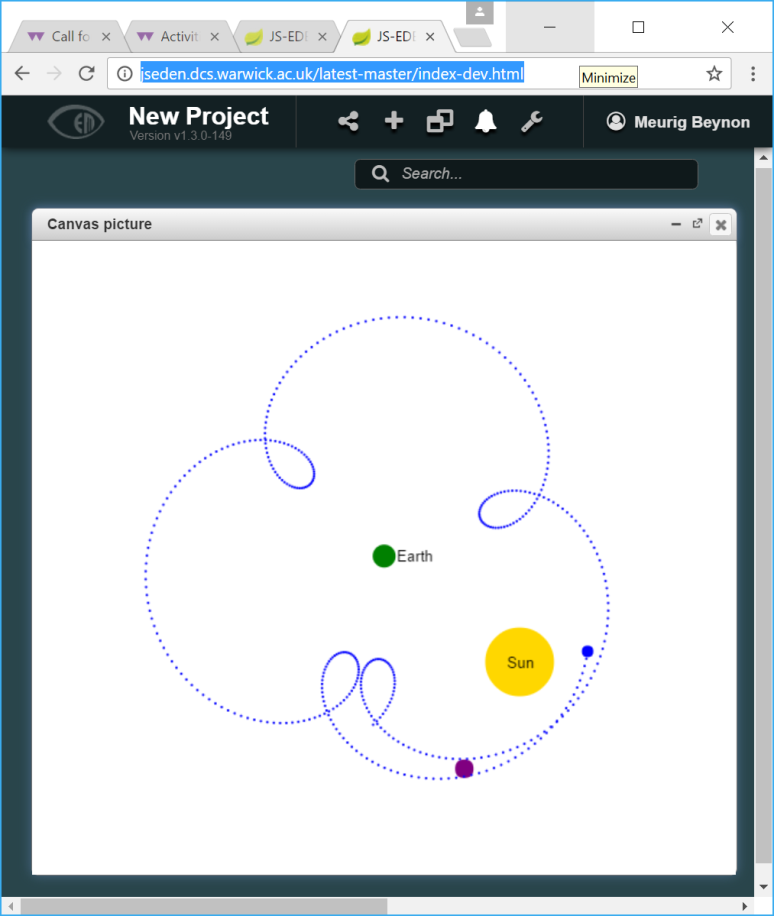 Call fo
Activit
JS-EDE
JS-EDE
jseden.dcs.warwick.ac.uk/latest-master/index-dev.html
Minimize
New Project
Version v1.3.0-149
Meurig Beynon
Search...
Canvas picture
Earth
Sun